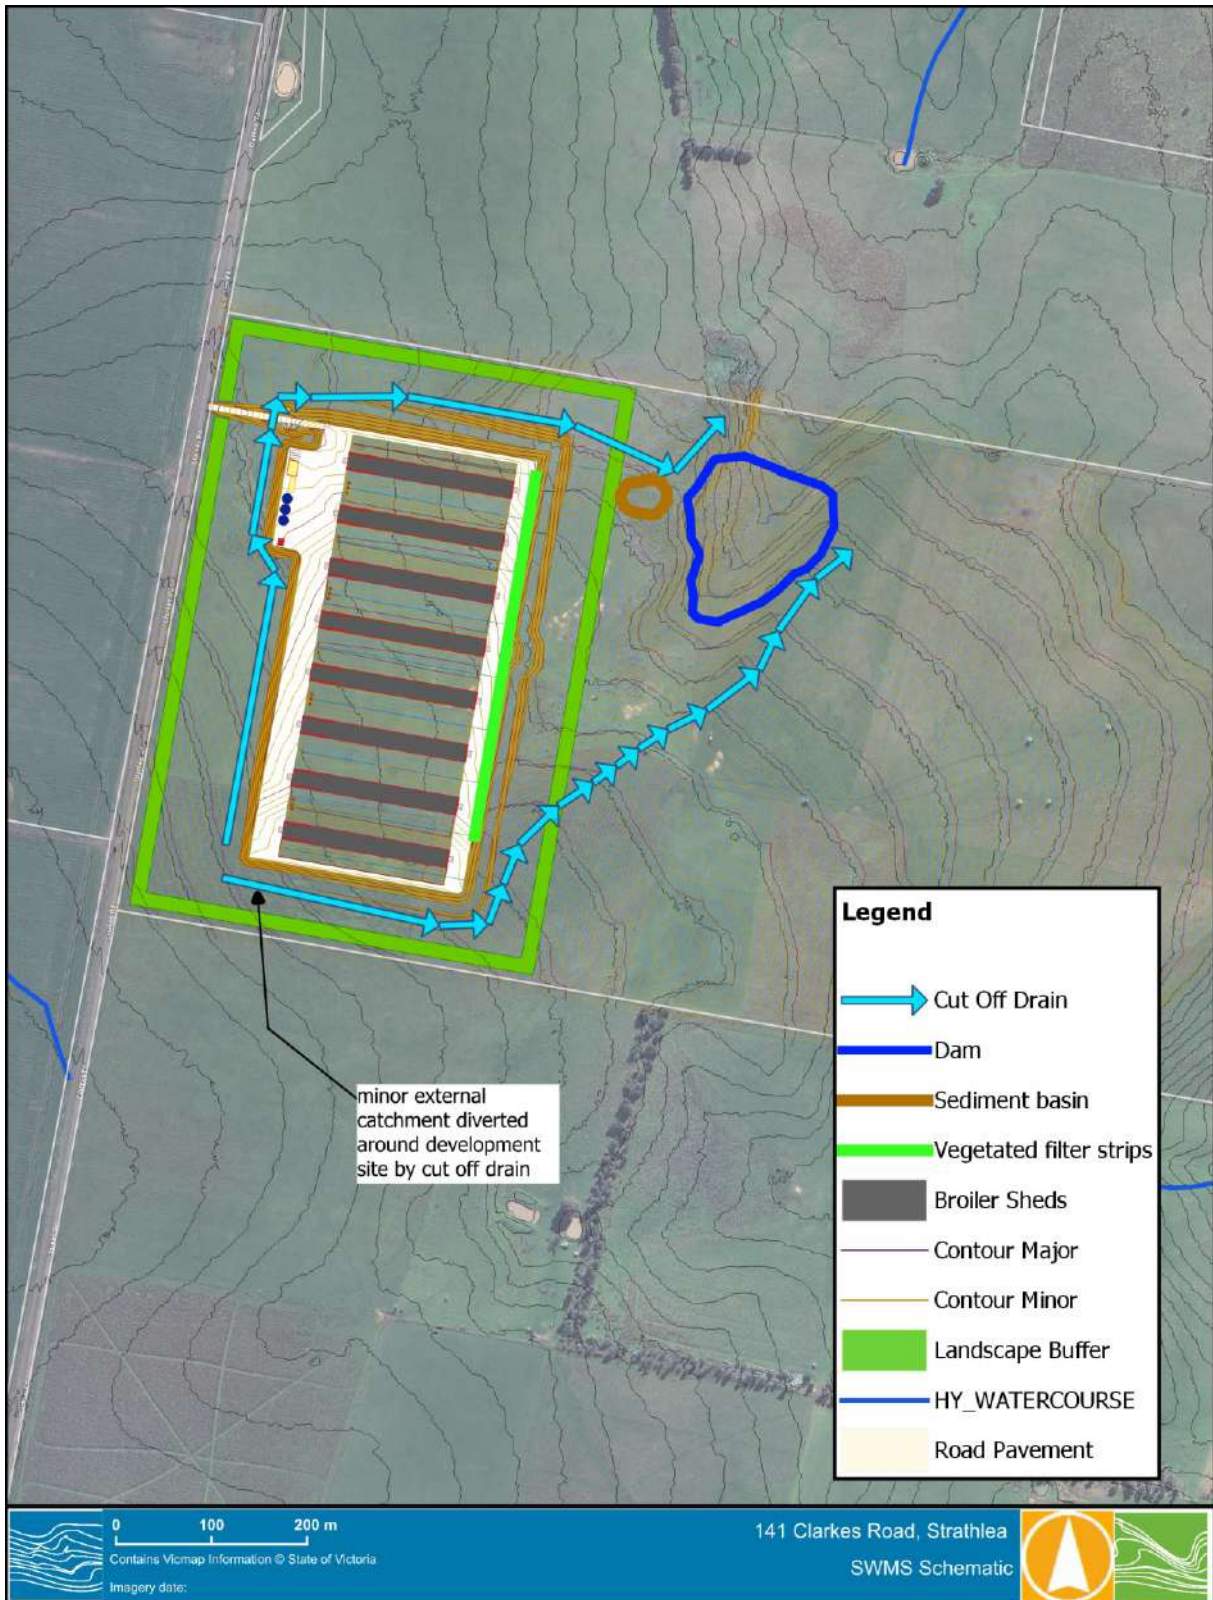 minor external
catchment diverted
around development
site by cut off drain
Legend
Cut Off Drain
Dam
Sediment basin
Vegetated filter strips
Broiler Sheds
Contour Major
Contour Minor
Landscape Buffer
HY_WATERCOURSE
Road Pavement
0 100 200 m
Contains Vicmap Information © State of Victoria
Imagery date:
141 Clarkes Road, Strathlea
SWMS Schematic